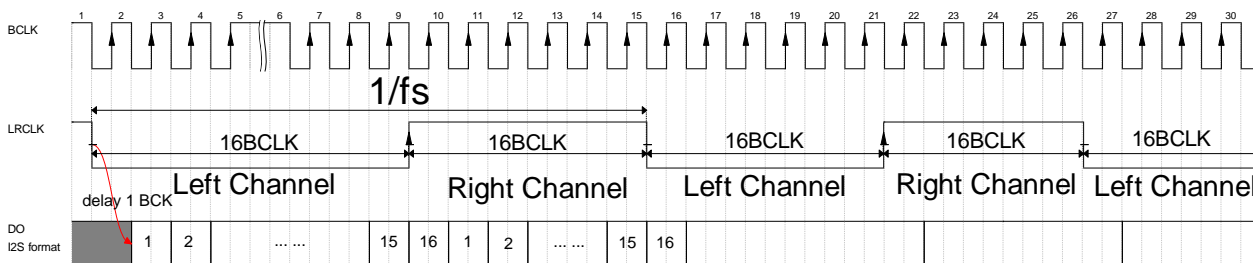 1 2 3 4 5 6 7 8 9 10 11 12 13 14 15 16 17 18 19 20 21 22 23 24 25 26 27 28 29 30
BCLK
1/fs
LRCLK
16BCLK 16BCLK 16BCLK 16BCLK 16BCLK
Left Channel Right Channel Left Channel Right Channel Left Channel
delay 1 BCK
DO
I2S format
1 2 ... ... 15 16 1 2 ... ... 15 16